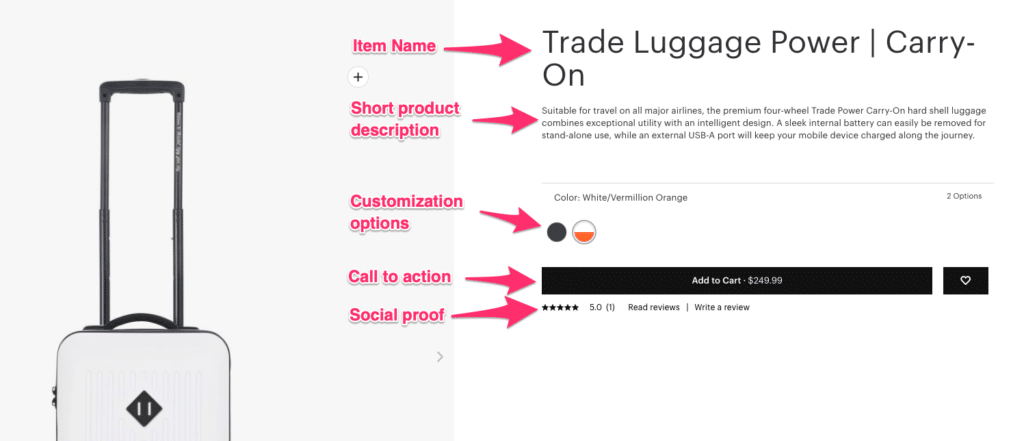 Item Name
Trade Luggage Power | Carry-
On
Short product
description
Suitable for travel on all major airlines, the premium four-wheel Trade Power Carry-On hard shell luggage
combines exceptional utility with an intelligent design. A sleek internal battery can easily be removed for
stand-alone use, while an external USB-A port will keep your mobile device charged along the journey.
Customization
options
Color: White/Vermillion Orange
2 Options
Call to action
Add to Cart · $249.99
Social proof
5.0 (1) Read reviews | Write a review